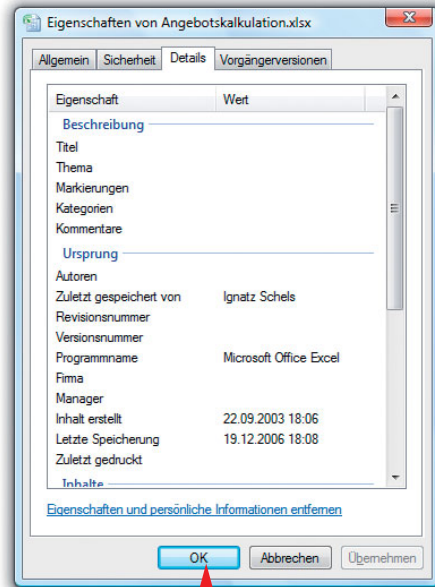 Eigenschaften von Angebotskalkulation.xlsx
Allgemein Sicherheit Details Vorgängerversionen
Eigenschaft Wert
Beschreibung
Titel
Thema
Markierungen
Kategorien
Kommentare
Ursprung
Autoren
Zuletzt gespeichert von Ignatz Schels
Revisionsnummer
Versionsnummer
Programmname Microsoft Office Excel
Firma
Manager
Inhalt erstellt 22.09.2003 18:06
Letzte Speicherung 19.12.2006 18:08
Zuletzt gedruckt
Inhalte
Eigenschaften und persönliche Informationen entfernen
OK Abbrechen Übernehmen